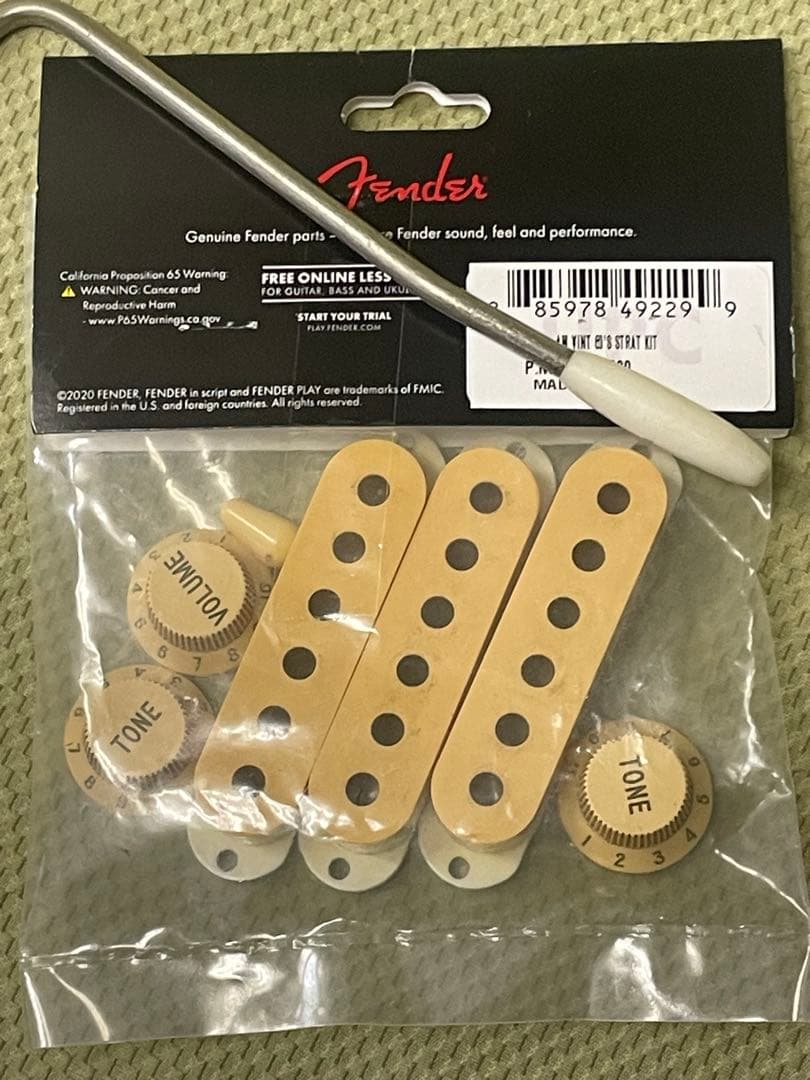 Fender
Genuine Fender parts – Fender sound, feel and performance.
California Proposition 65 Warning:
WARNING: Cancer and
Reproductive Harm
- www.P65Warnings.ca.gov
FREE ONLINE LESS
FOR GUITAR, BASS AND UKU
START YOUR TRIAL
PLAY.FENDER.COM
85978 49229 9
VINT 60'S STRAT KIT
P.N
MAD
©2020 FENDER, FENDER in script and FENDER PLAY are trademarks of FMIC.
Registered in the U.S. and foreign countries. All rights reserved.
VOLUME
TONE
TONE
1 2 3 4 5